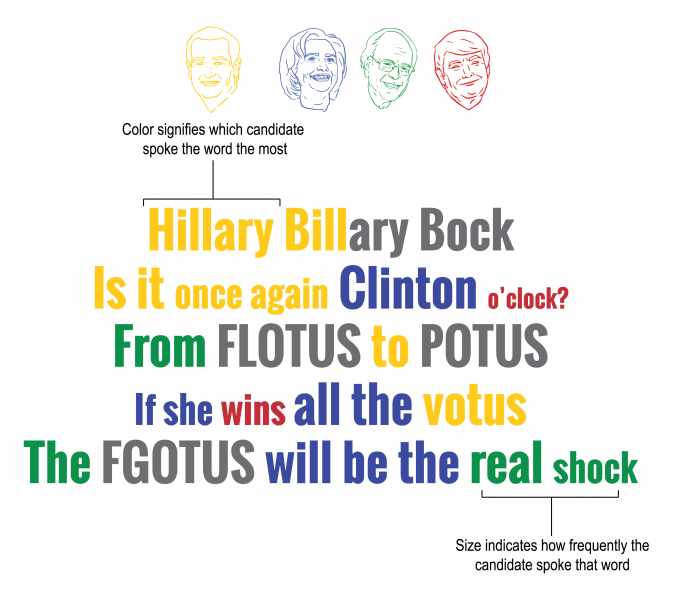 Color signifies which candidate
spoke the word the most
Hillary Billary Bock
Is it once again Clinton o’clock?
From FLOTUS to POTUS
If she wins all the votus
The FGOTUS will be the real shock
Size indicates how frequently the
candidate spoke that word